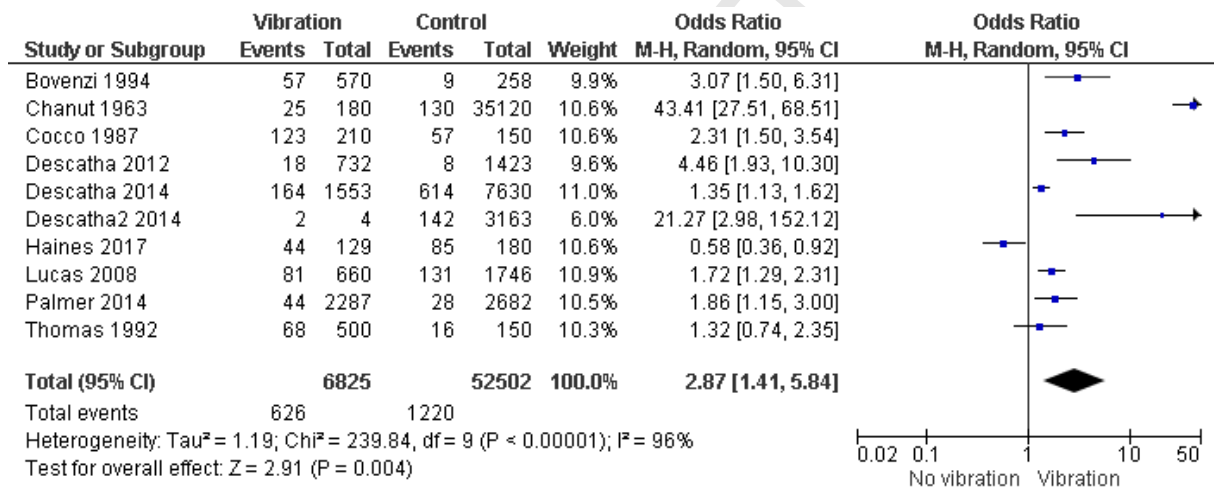 Vibration Control Odds Ratio Odds Ratio
Study or Subgroup Events Total Events Total Weight M-H, Random, 95% CI M-H, Random, 95% CI
Bovenzi 1994 57 570 9 258 9.9% 3.07 [1.50, 6.31]
Chanut 1963 25 180 130 35120 10.6% 43.41 [27.51, 68.51]
Cocco 1987 123 210 57 150 10.6% 2.31 [1.50, 3.54]
Descatha 2012 18 732 8 1423 9.6% 4.46 [1.93, 10.30]
Descatha 2014 164 1553 614 7630 11.0% 1.35 [1.13, 1.62]
Descatha2 2014 2 4 142 3163 6.0% 21.27 [2.98, 152.12]
Haines 2017 44 129 85 180 10.6% 0.58 [0.36, 0.92]
Lucas 2008 81 660 131 1746 10.9% 1.72 [1.29, 2.31]
Palmer 2014 44 2287 28 2682 10.5% 1.86 [1.15, 3.00]
Thomas 1992 68 500 16 150 10.3% 1.32 [0.74, 2.35]
Total (95% CI) 6825 52502 100.0% 2.87 [1.41, 5.84]
Total events 626 1220
Heterogeneity: Tau² = 1.19; Chi² = 239.84, df = 9 (P < 0.00001); I² = 96%
Test for overall effect: Z = 2.91 (P = 0.004)
0.02 0.1 1 10 50
No vibration Vibration